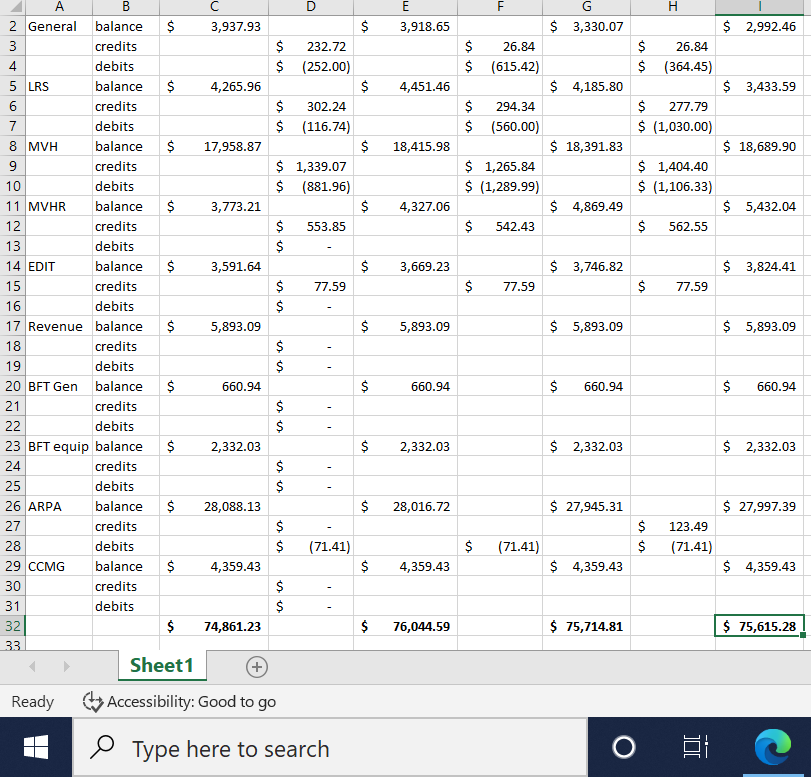 A B C D E F G H I
2 General balance $ 3,937.93 $ 3,918.65 $ 3,330.07 $ 2,992.46
3 credits $ 232.72 $ 26.84 $ 26.84
4 debits $ (252.00) $ (615.42) $ (364.45)
5 LRS balance $ 4,265.96 $ 4,451.46 $ 4,185.80 $ 3,433.59
6 credits $ 302.24 $ 294.34 $ 277.79
7 debits $ (116.74) $ (560.00) $ (1,030.00)
8 MVH balance $ 17,958.87 $ 18,415.98 $ 18,391.83 $ 18,689.90
9 credits $ 1,339.07 $ 1,265.84 $ 1,404.40
10 debits $ (881.96) $ (1,289.99) $ (1,106.33)
11 MVHR balance $ 3,773.21 $ 4,327.06 $ 4,869.49 $ 5,432.04
12 credits $ 553.85 $ 542.43 $ 562.55
13 debits $ -
14 EDIT balance $ 3,591.64 $ 3,669.23 $ 3,746.82 $ 3,824.41
15 credits $ 77.59 $ 77.59 $ 77.59
16 debits $ -
17 Revenue balance $ 5,893.09 $ 5,893.09 $ 5,893.09 $ 5,893.09
18 credits $ -
19 debits $ -
20 BFT Gen balance $ 660.94 $ 660.94 $ 660.94 $ 660.94
21 credits $ -
22 debits $ -
23 BFT equip balance $ 2,332.03 $ 2,332.03 $ 2,332.03 $ 2,332.03
24 credits $ -
25 debits $ -
26 ARPA balance $ 28,088.13 $ 28,016.72 $ 27,945.31 $ 27,997.39
27 credits $ - $ 123.49
28 debits $ (71.41) $ (71.41) $ (71.41)
29 CCMG balance $ 4,359.43 $ 4,359.43 $ 4,359.43 $ 4,359.43
30 credits $ -
31 debits $ -
32 $ 74,861.23 $ 76,044.59 $ 75,714.81 $ 75,615.28
33
Sheet1
Ready Accessibility: Good to go
Type here to search